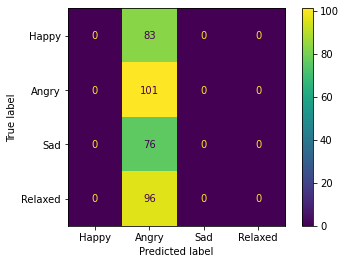 100
Happy 0 83 0 0
80
Angry 0 101 0 0
60
True label
40
Sad 0 76 0 0
20
Relaxed 0 96 0 0
0
Happy Angry Sad Relaxed
Predicted label